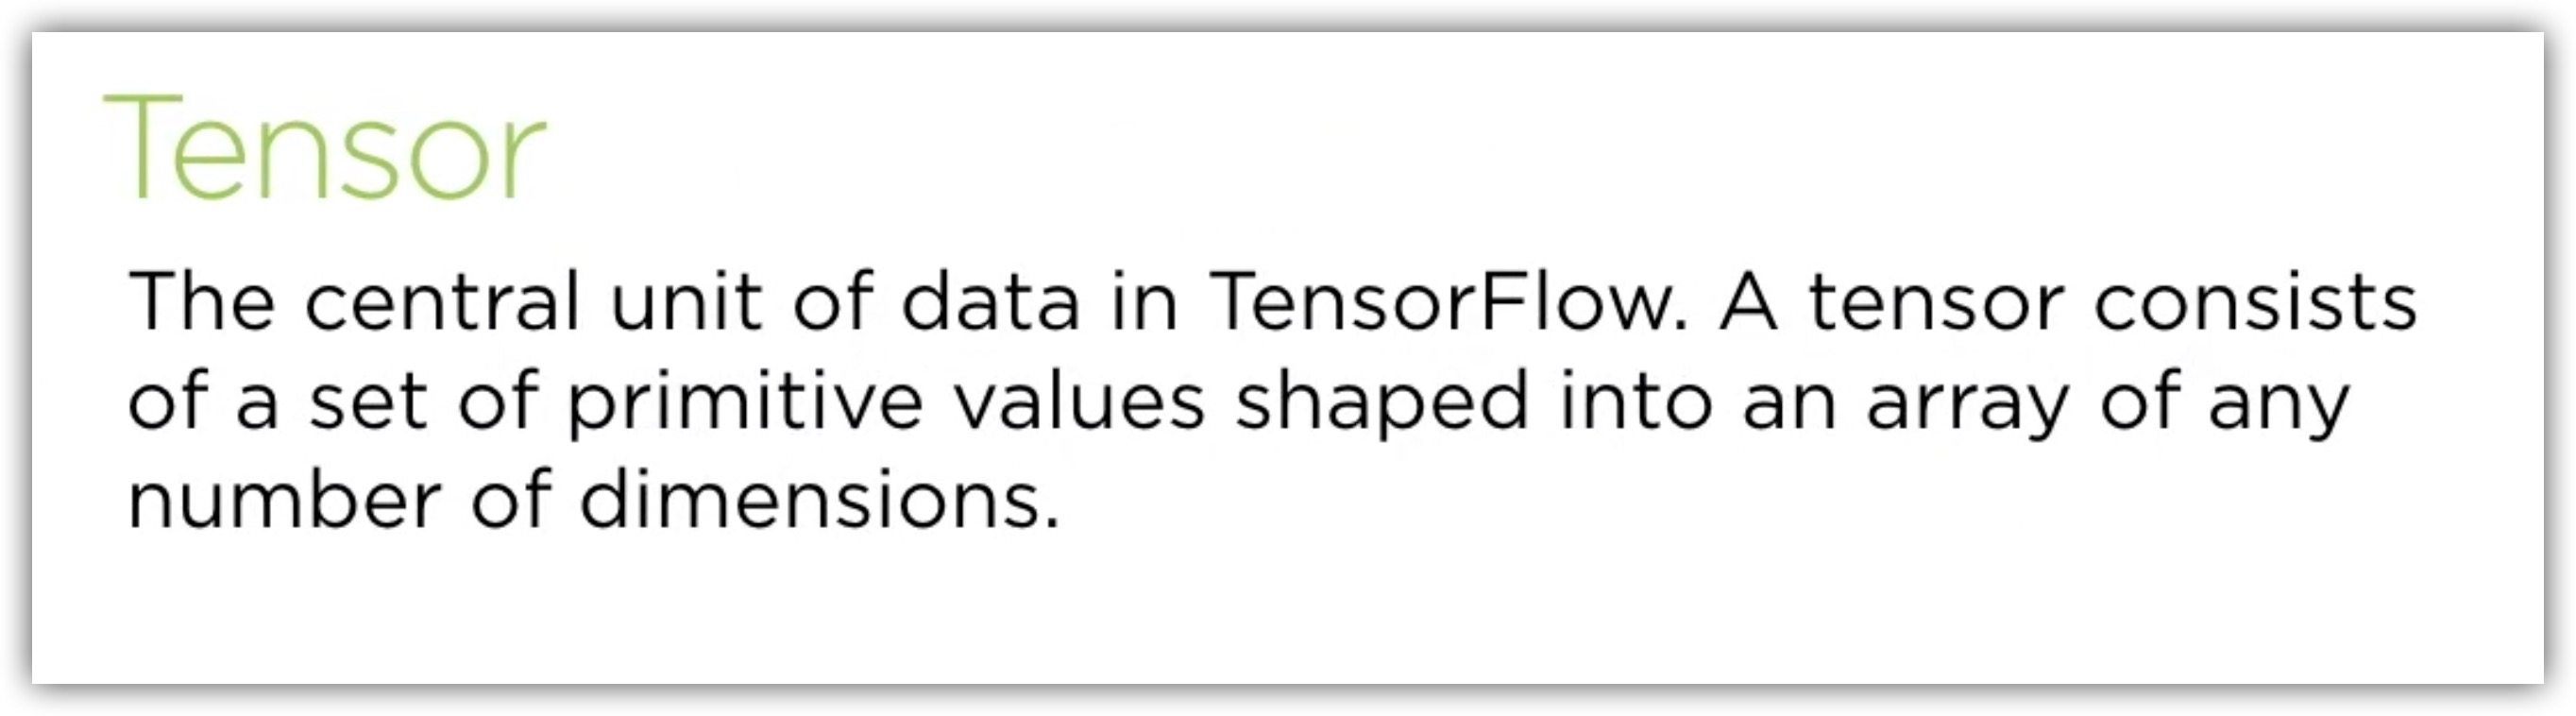 Tensor
The central unit of data in TensorFlow. A tensor consists
of a set of primitive values shaped into an array of any
number of dimensions.